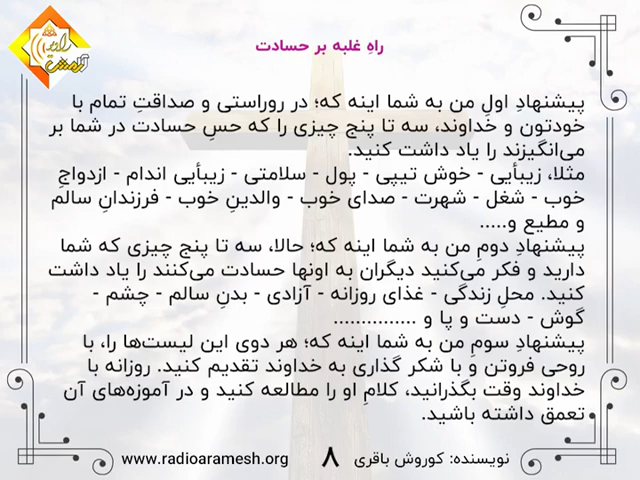 راهِ غلبه بر حسادت
پیشنهادِ اولِ من به شما اینه که؛ در روراستی و صداقتِ تمام با
خودتون و خداوند، سه تا پنج چیزی را که حسِ حسادت در شما بر
می‌انگیزند را یاد داشت کنید.
مثلا، زیبأیی - خوش تیپی - پول - سلامتی - زیبأیی اندام - ازدواجِ
خوب - شغل - شهرت - صدای خوب - والدینِ خوب - فرزندانِ سالم
و مطیع و.....
پیشنهادِ دومِ من به شما اینه که؛ حالا، سه تا پنج چیزی که شما
دارید و فکر می‌کنید دیگران به اونها حسادت می‌کنند را یاد داشت
کنید. محلِ زندگی - غذای روزانه - آزادی - بدنِ سالم - چشم -
گوش - دست و پا و ................
پیشنهادِ سومِ من به شما اینه که؛ هر دوی این لیست‌ها را، با
روحی فروتن و با شکر گذاری به خداوند تقدیم کنید. روزانه با
خداوند وقت بگذرانید، کلامِ او را مطالعه کنید و در آموزه‌های آن
تعمق داشته باشید.
نویسنده: کوروش باقری ۸ www.radioaramesh.org